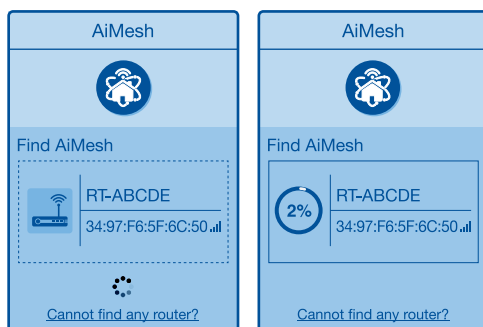 AiMesh
Find AiMesh
RT-ABCDE
34:97:F6:5F:6C:50
Cannot find any router?
AiMesh
Find AiMesh
2%
RT-ABCDE
34:97:F6:5F:6C:50
Cannot find any router?